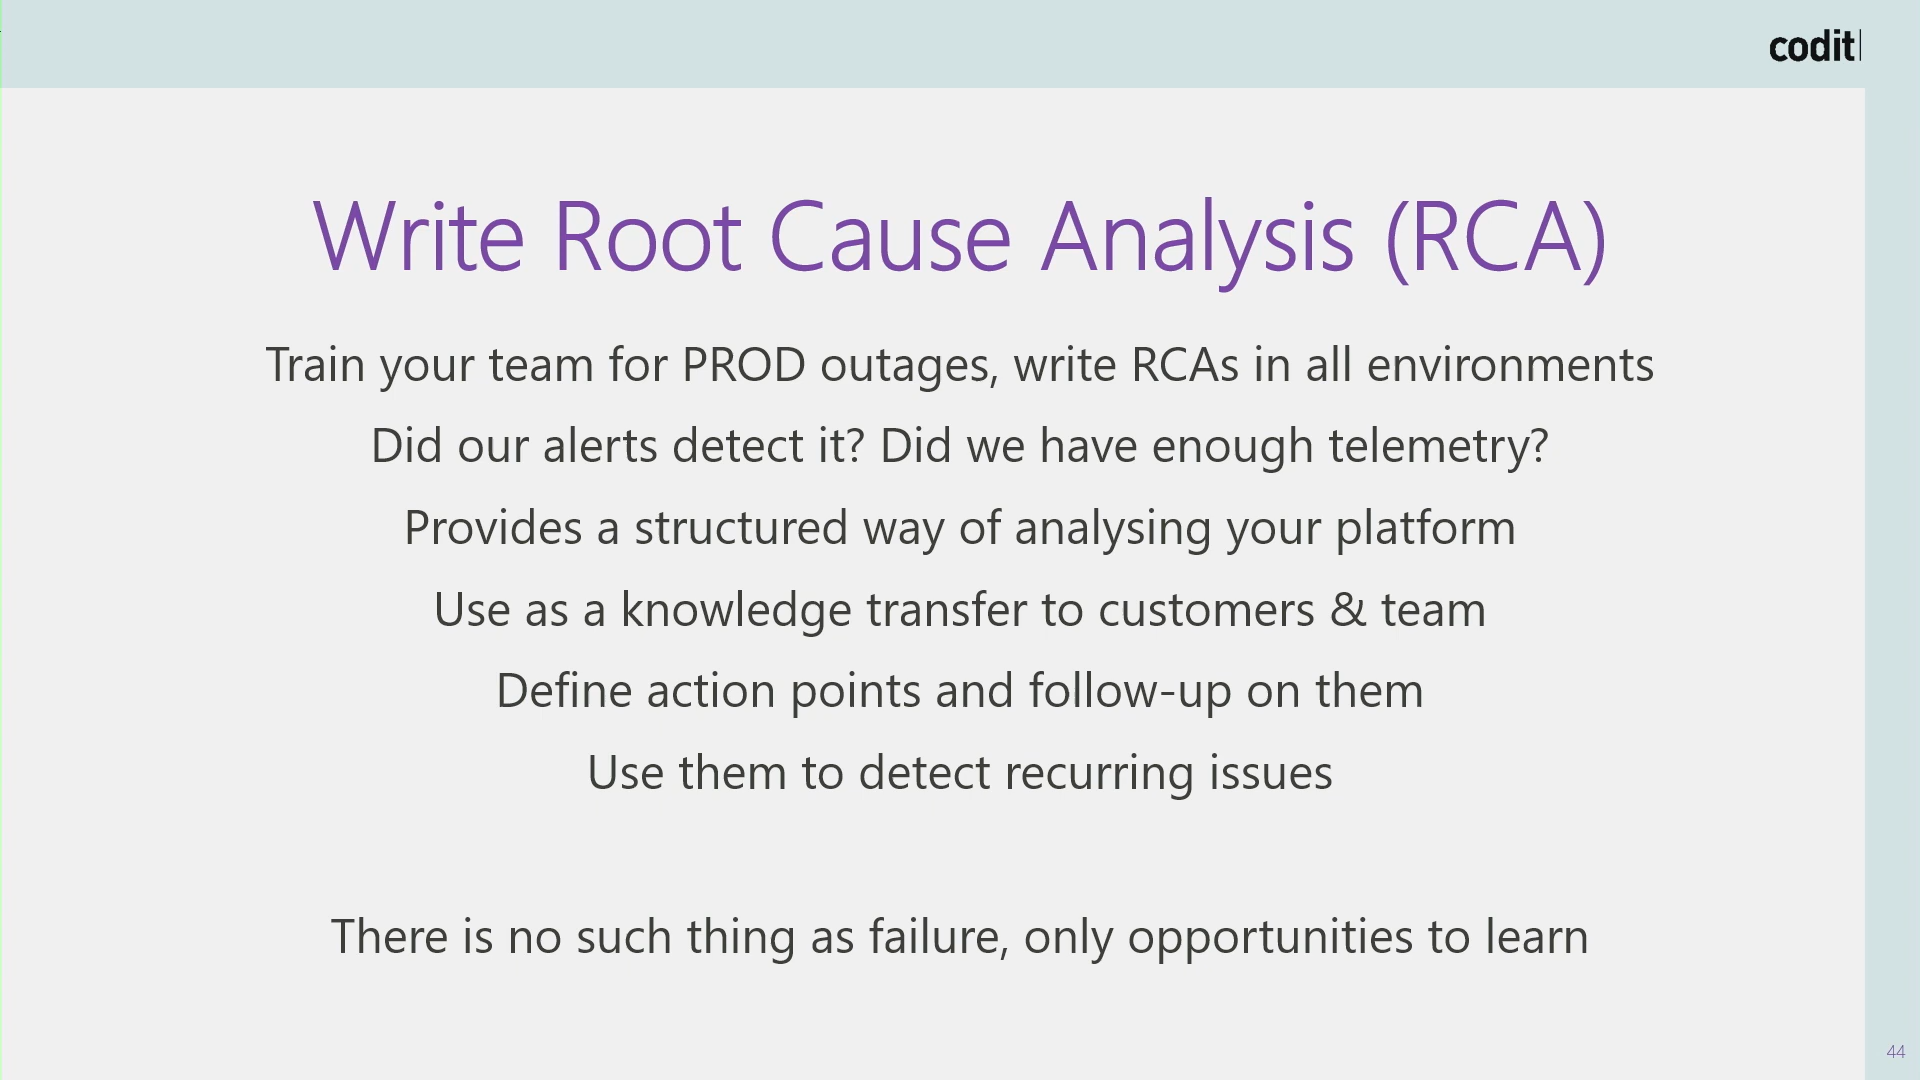 codit
Write Root Cause Analysis (RCA)
Train your team for PROD outages, write RCAs in all environments
Did our alerts detect it? Did we have enough telemetry?
Provides a structured way of analysing your platform
Use as a knowledge transfer to customers & team
Define action points and follow-up on them
Use them to detect recurring issues
There is no such thing as failure, only opportunities to learn
44